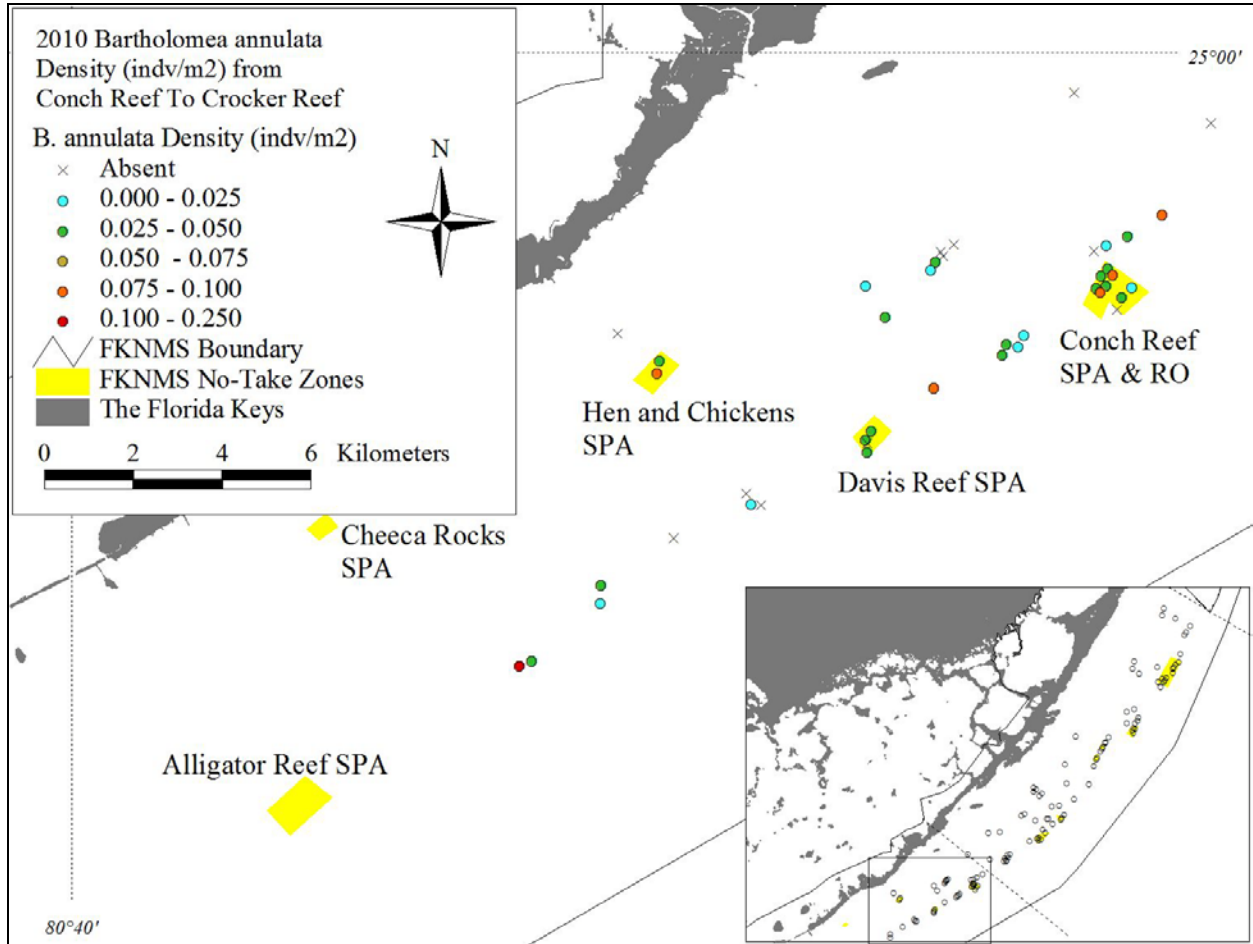 2010 Bartholomea annulata
Density (indv/m2) from
Conch Reef To Crocker Reef
B. annulata Density (indv/m2)
Absent
0.000 - 0.025
0.025 - 0.050
0.050 - 0.075
0.075 - 0.100
0.100 - 0.250
FKNMS Boundary
FKNMS No-Take Zones
The Florida Keys
0 2 4 6 Kilometers
N
25°00'
Conch Reef
SPA & RO
Hen and Chickens
SPA
Davis Reef SPA
Cheeca Rocks
SPA
Alligator Reef SPA
80°40'